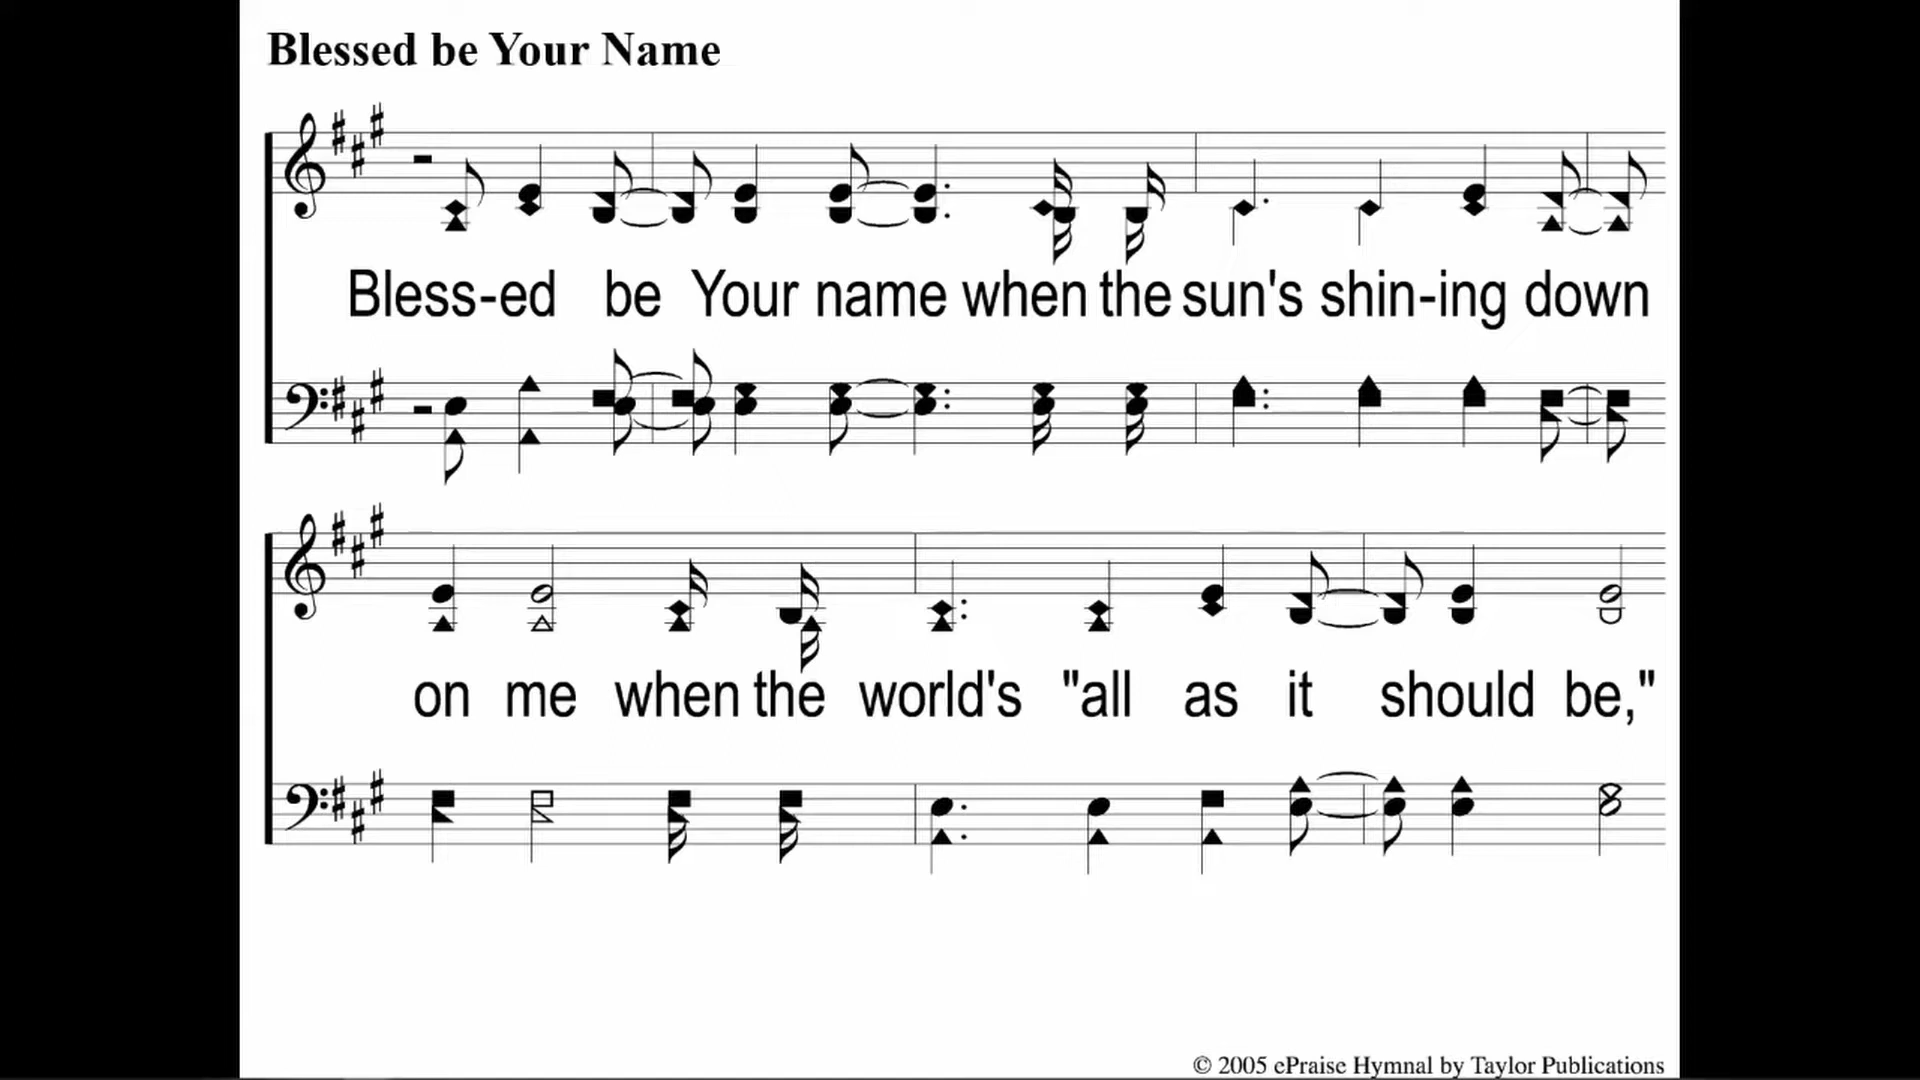 Blessed be Your Name
Bless-ed be Your name when the sun's shin-ing down
on me when the world's "all as it should be,"
© 2005 ePraise Hymnal by Taylor Publications